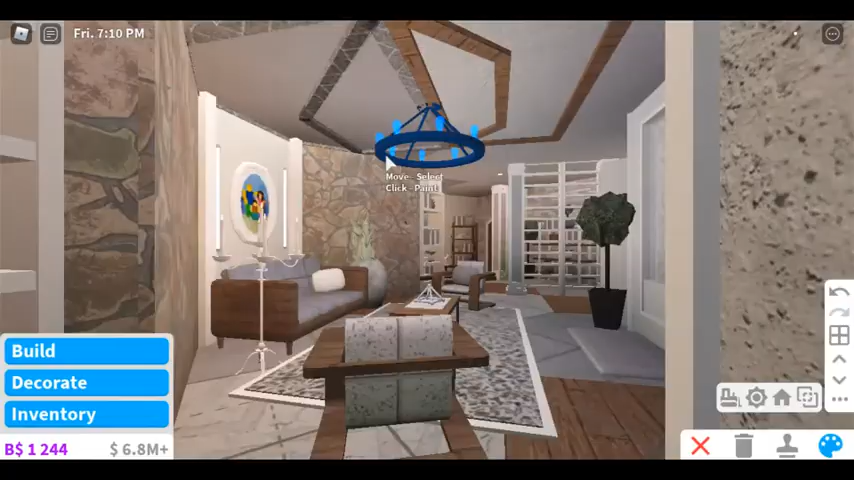 Fri. 7:10 PM
Move - Select
Click - Paint
Build
Decorate
Inventory
B$ 1 244
$ 6.8M+